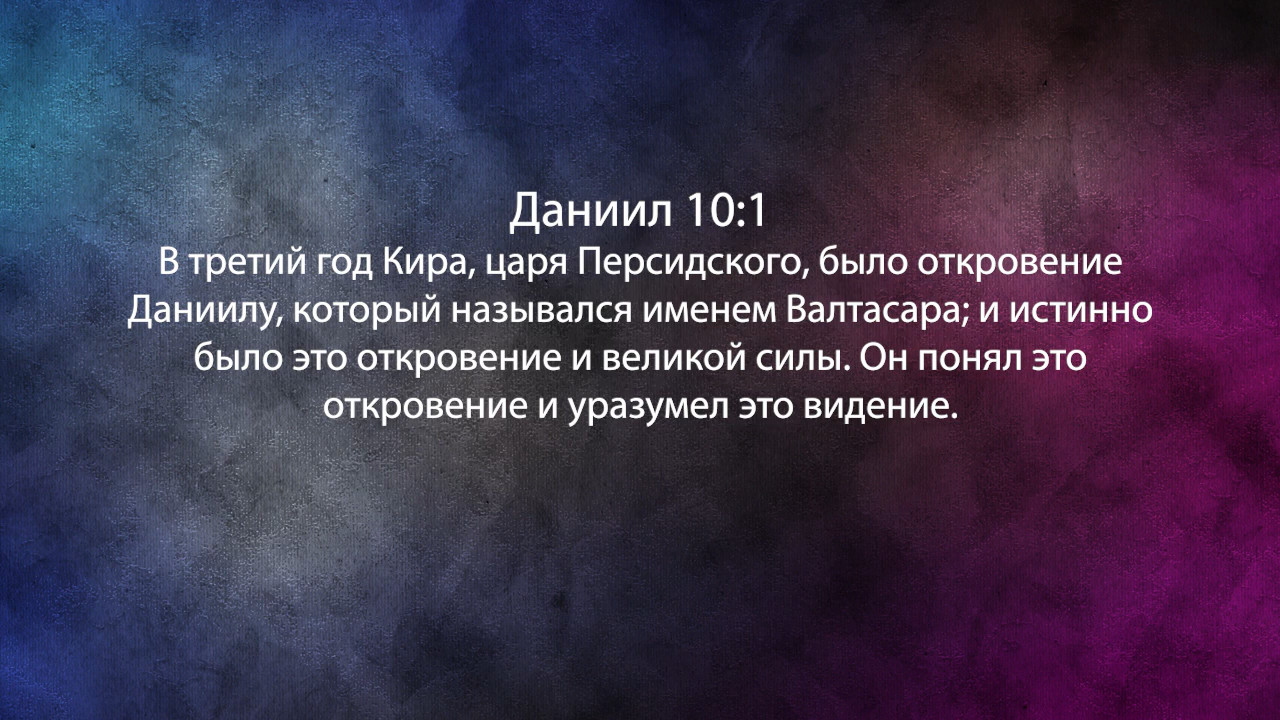 Даниил 10:1
В третий год Кира, царя Персидского, было откровение
Даниилу, который назывался именем Валтасара; и истинно
было это откровение и великой силы. Он понял это
откровение и уразумел это видение.